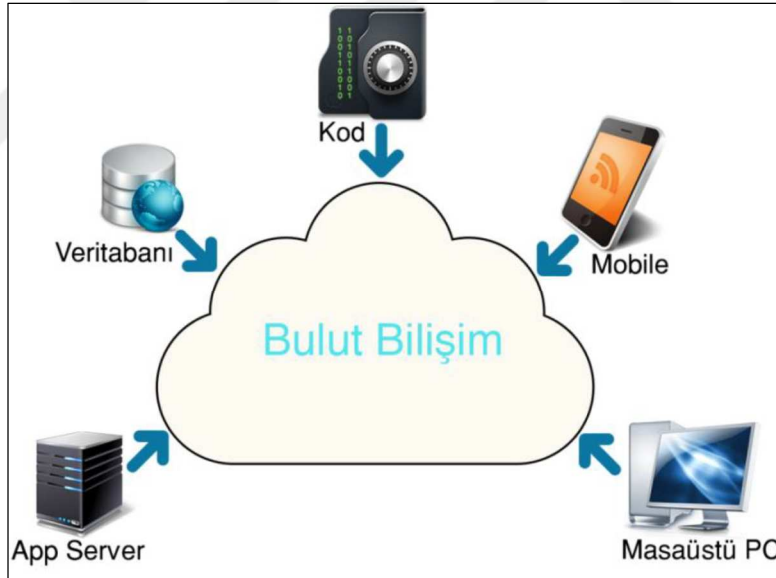 Kod
Veritabanı
Mobile
Bulut Bilişim
App Server
Masaüstü PC